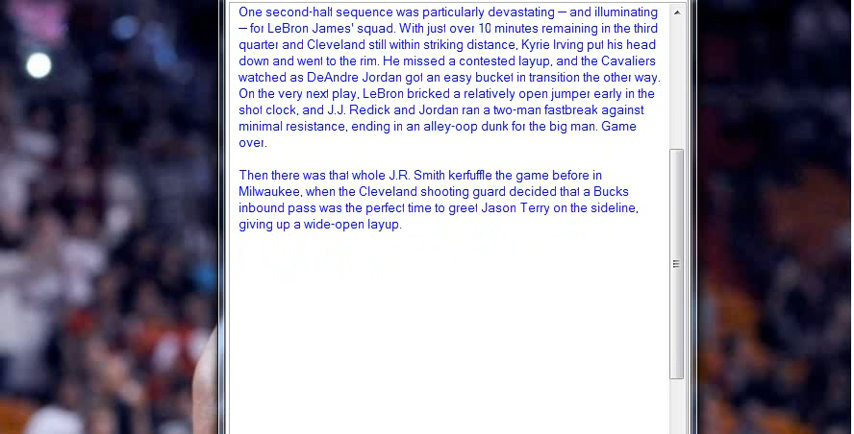 One second-half sequence was particularly devastating — and illuminating
— for LeBron James' squad. With just over 10 minutes remaining in the third
quarter and Cleveland still within striking distance, Kyrie Irving put his head
down and went to the rim. He missed a contested layup, and the Cavaliers
watched as DeAndre Jordan got an easy bucket in transition the other way.
On the very next play, LeBron bricked a relatively open jumper early in the
shot clock, and J.J. Redick and Jordan ran a two-man fastbreak against
minimal resistance, ending in an alley-oop dunk for the big man. Game
over.
Then there was that whole J.R. Smith kerfuffle the game before in
Milwaukee, when the Cleveland shooting guard decided that a Bucks
inbound pass was the perfect time to greet Jason Terry on the sideline,
giving up a wide-open layup.